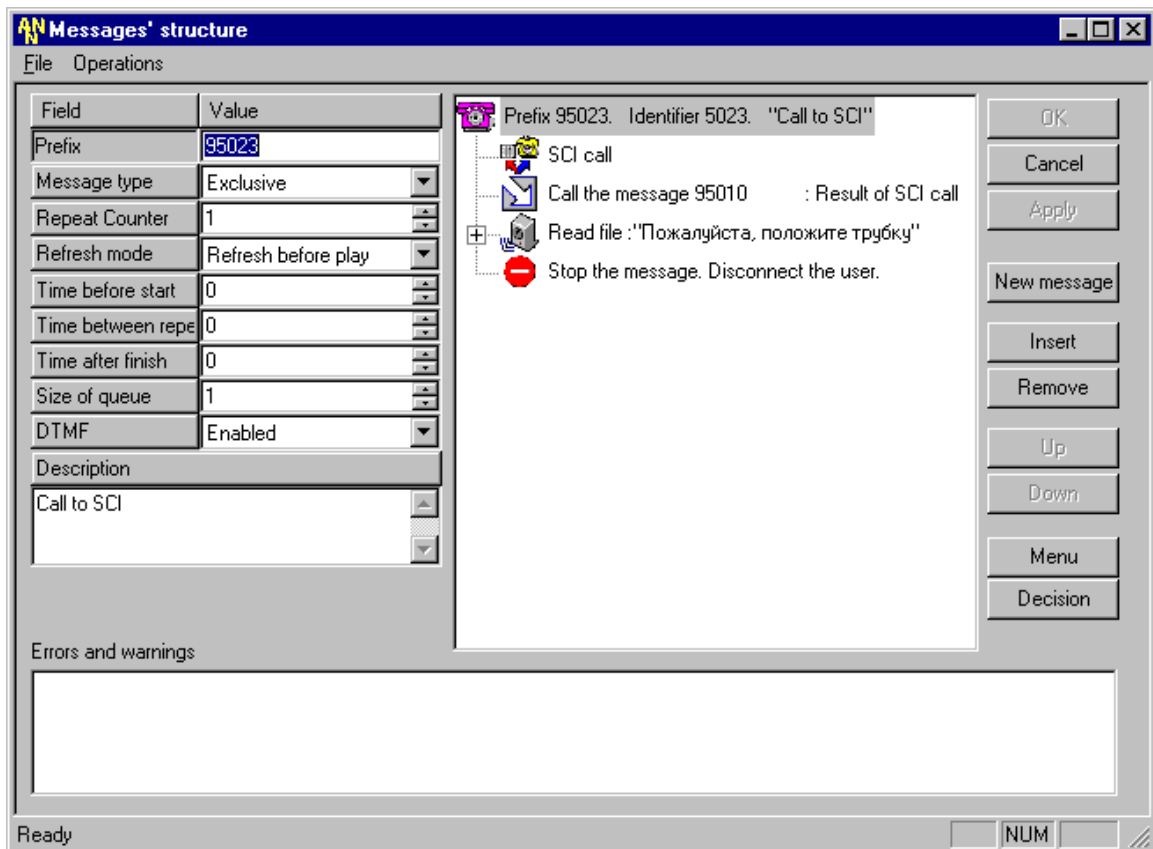 ANN Messages' structure
File Operations
Field Value
Prefix 95023
Message type Exclusive
Repeat Counter 1
Refresh mode Refresh before play
Time before start 0
Time between repe 0
Time after finish 0
Size of queue 1
DTMF Enabled
Description
Call to SCI
Prefix 95023. Identifier 5023. "Call to SCI"
SCI call
Call the message 95010 : Result of SCI call
Read file :"Пожалуйста, положите трубку"
Stop the message. Disconnect the user.
OK
Cancel
Apply
New message
Insert
Remove
Up
Down
Menu
Decision
Errors and warnings
Ready NUM